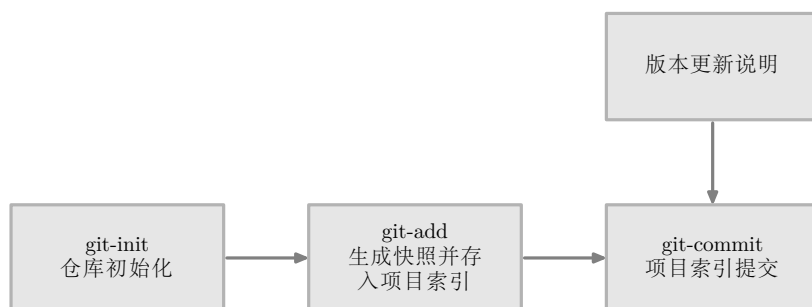 版本更新说明
git-init
仓库初始化
git-add
生成快照并存
入项目索引
git-commit
项目索引提交